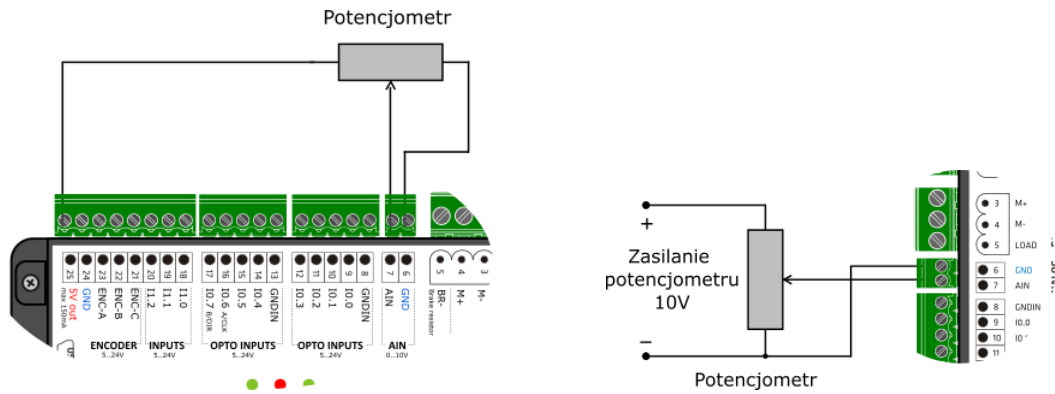 Potencjometr
25 24 23 22 21 20 19 18
17 16 15 14 13
12 11 10 9 8
7 6
5 4 3
5V out
max 150mA
GND
ENC-A
ENC-B
ENC-C
I1.2
I1.1
I1.0
I0.7 B/DIR
I0.6 A/CLK
I0.5
I0.4
GNDIN
I0.3
I0.2
I0.1
I0.0
GNDIN
AIN
GND
BR-
Brake resistor
M+
M-
ENCODER
5..24V
INPUTS
5..24V
OPTO INPUTS
5..24V
OPTO INPUTS
5..24V
AIN
0..10V
+
Zasilanie
potencjometru
10V
−
Potencjometr
3 M+
4 M-
5 LOAD
6 GND
7 AIN
8 GNDIN
9 I0.0
10 I0
11